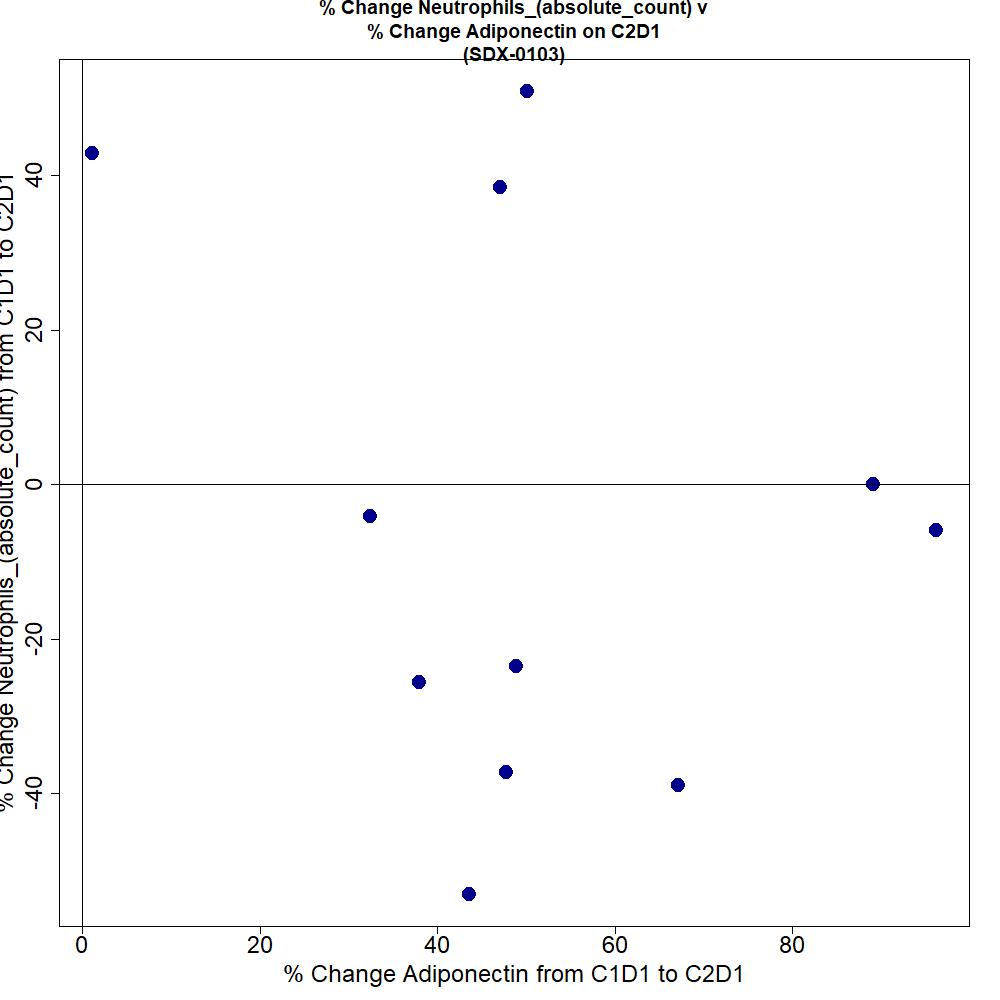 % Change Neutrophils_(absolute_count) v
% Change Adiponectin on C2D1
(SDX-0103)
% Change Neutrophils_(absolute_count) from C1D1 to C2D1
40
20
0
-20
-40
0
20
40
60
80
% Change Adiponectin from C1D1 to C2D1